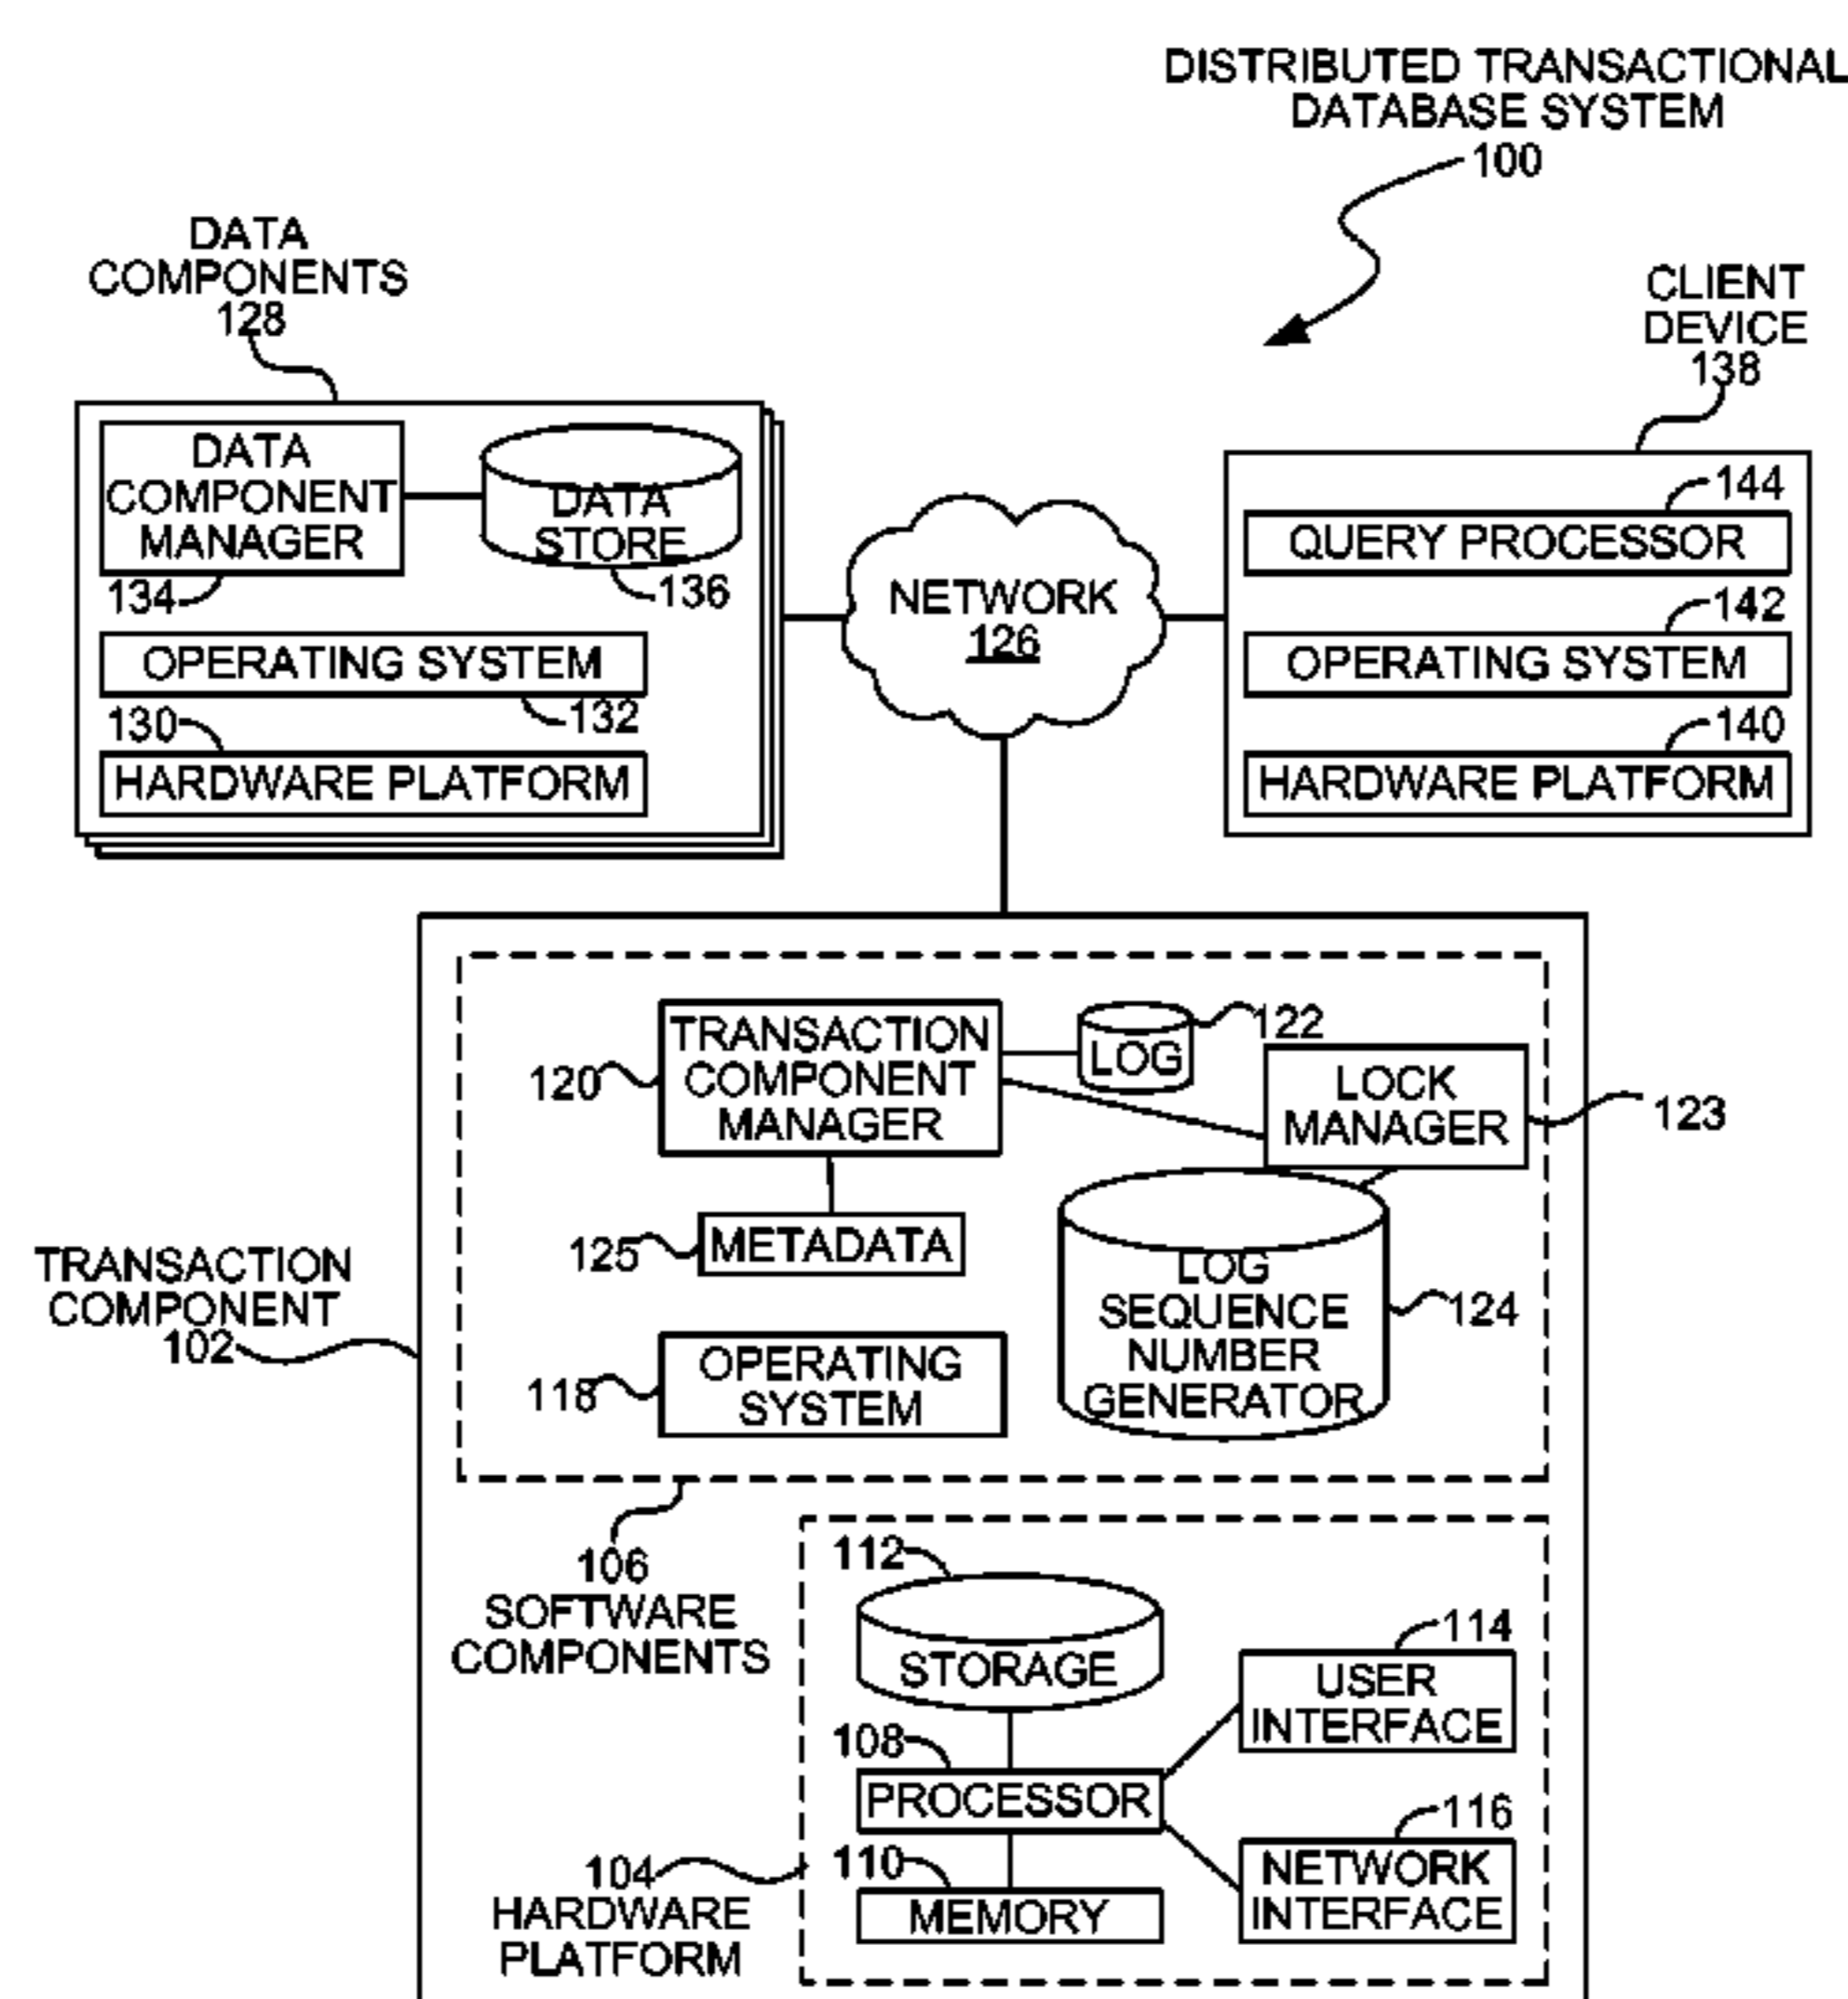 DISTRIBUTED TRANSACTIONAL
DATABASE SYSTEM
100
DATA
COMPONENTS
128
CLIENT
DEVICE
138
DATA
COMPONENT
MANAGER
134
DATA
STORE
136
OPERATING SYSTEM
132
130
HARDWARE PLATFORM
NETWORK
126
144
QUERY PROCESSOR
142
OPERATING SYSTEM
140
HARDWARE PLATFORM
TRANSACTION
COMPONENT
102
120
TRANSACTION
COMPONENT
MANAGER
LOG
122
LOCK
MANAGER
123
125
METADATA
LOG
SEQUENCE
NUMBER
GENERATOR
124
118
OPERATING
SYSTEM
106
SOFTWARE
COMPONENTS
112
STORAGE
114
USER
INTERFACE
108
PROCESSOR
116
NETWORK
INTERFACE
110
MEMORY
104
HARDWARE
PLATFORM